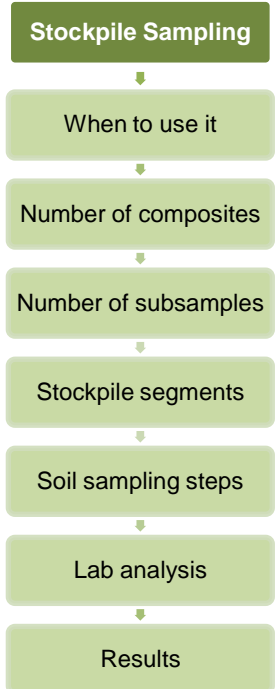 Stockpile Sampling
When to use it
Number of composites
Number of subsamples
Stockpile segments
Soil sampling steps
Lab analysis
Results